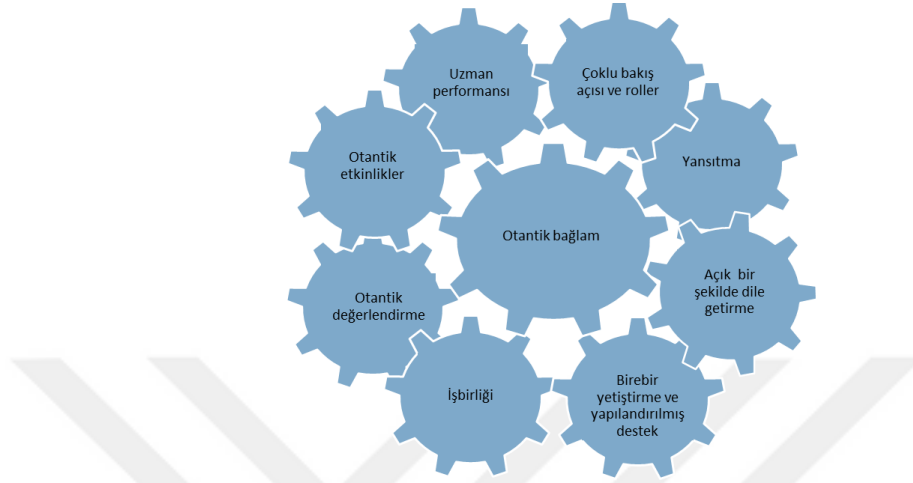 Uzman
performansı
Çoklu bakış
açısı ve roller
Otantik
etkinlikler
Yansıtma
Otantik bağlam
Açık bir
şekilde dile
getirme
Otantik
değerlendirme
İşbirliği
Birebir
yetiştirme ve
yapılandırılmış
destek